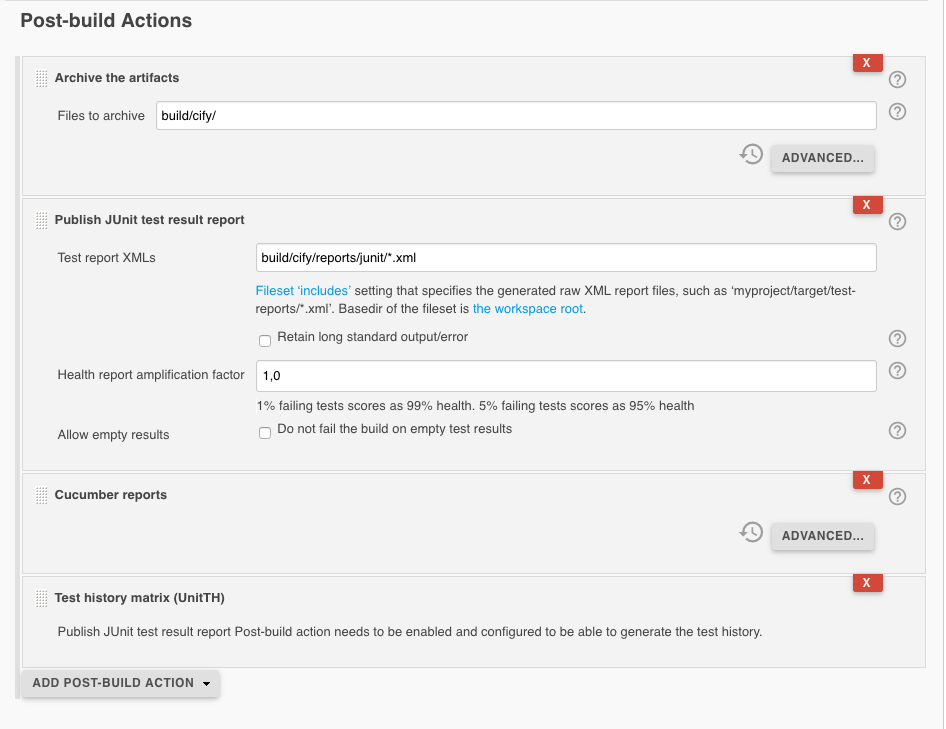 Post-build Actions
X
Archive the artifacts
?
Files to archive
build/cify/
?
ADVANCED...
X
Publish JUnit test result report
?
Test report XMLs
build/cify/reports/junit/*.xml
Fileset ‘includes’ setting that specifies the generated raw XML report files, such as ‘myproject/target/test-
reports/*.xml’. Basedir of the fileset is the workspace root.
Retain long standard output/error
?
Health report amplification factor
1,0
?
1% failing tests scores as 99% health. 5% failing tests scores as 95% health
Allow empty results
Do not fail the build on empty test results
?
X
Cucumber reports
?
ADVANCED...
X
Test history matrix (UnitTH)
Publish JUnit test result report Post-build action needs to be enabled and configured to be able to generate the test history.
ADD POST-BUILD ACTION